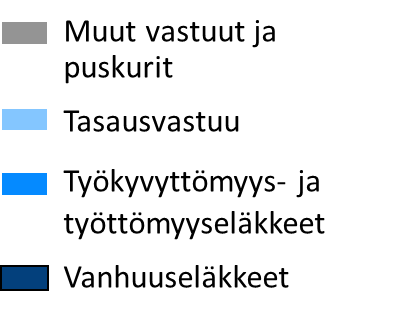 Muut vastuut ja
puskurit
Tasausvastuu
Työkyvyttömyys- ja
työttömyyseläkkeet
Vanhuuseläkkeet